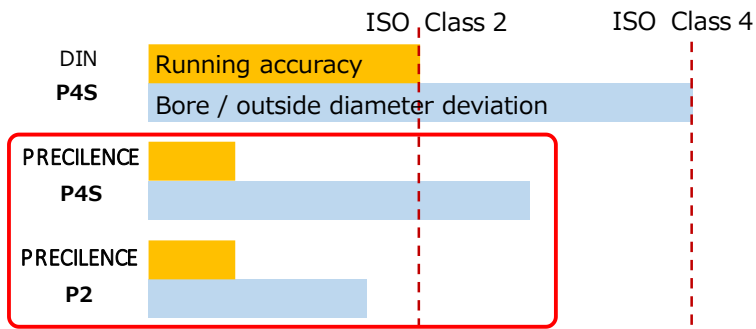 ISO Class 2
ISO Class 4
DIN
P4S
Running accuracy
Bore / outside diameter deviation
PRECILENCE
P4S
PRECILENCE
P2